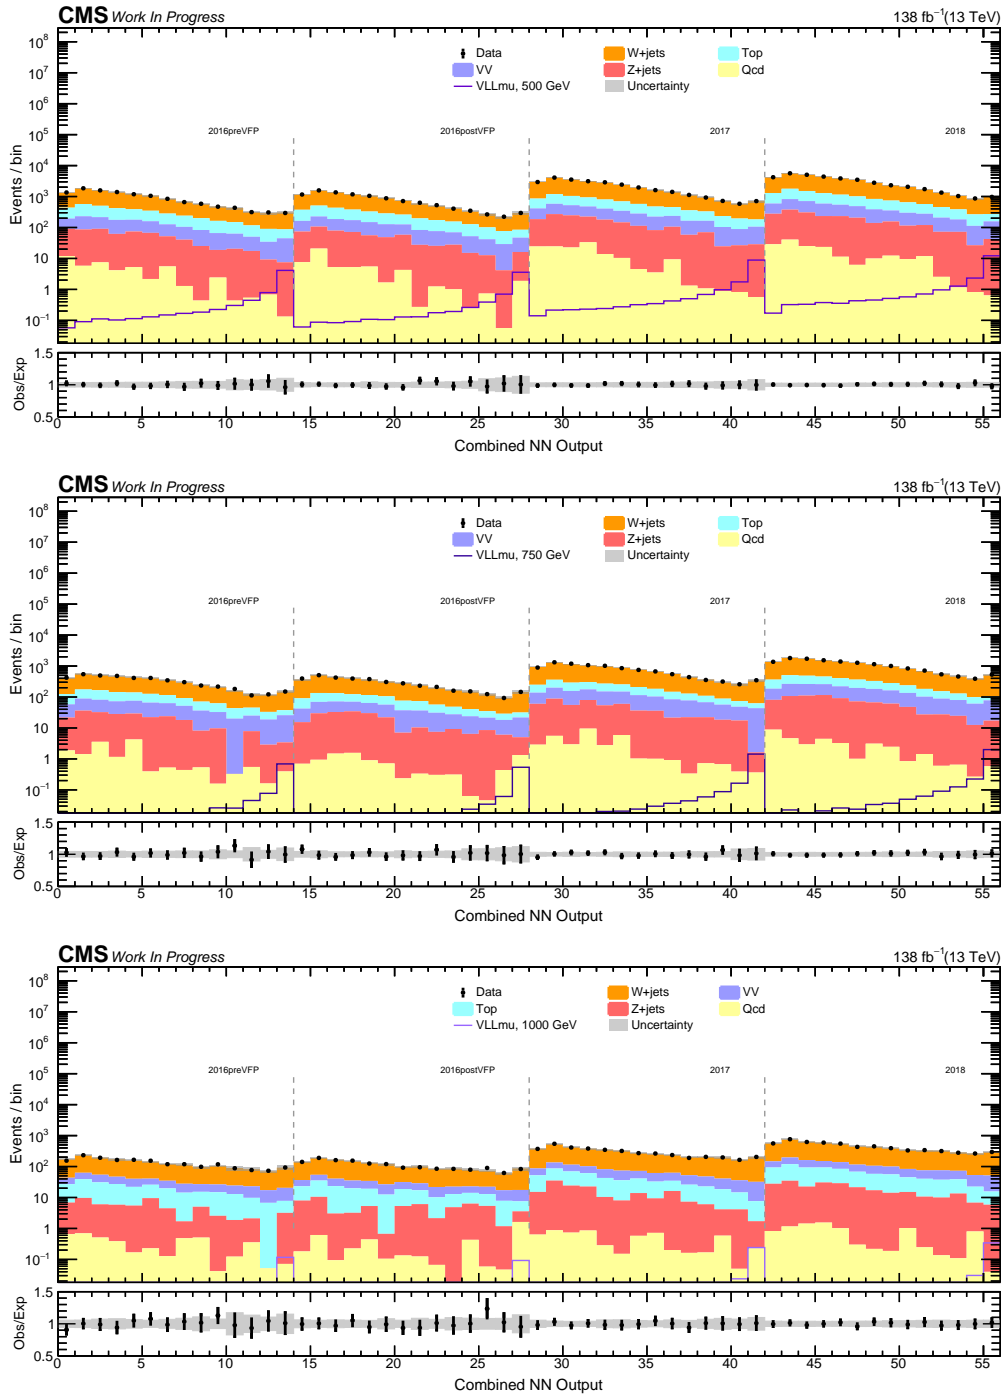 CMS Work In Progress 138 fb⁻¹(13 TeV)
10⁸
Data W+jets Top
10⁷
VV Z+jets Qcd
VLLmu, 500 GeV Uncertainty
10⁶
10⁵
2016preVFP 2016postVFP 2017 2018
10⁴
10³
10²
10
1
10⁻¹
Events / bin
1.5
1
0.5
Obs/Exp
0 5 10 15 20 25 30 35 40 45 50 55
Combined NN Output
CMS Work In Progress 138 fb⁻¹(13 TeV)
10⁸
Data W+jets Top
10⁷
VV Z+jets Qcd
VLLmu, 750 GeV Uncertainty
10⁶
10⁵
2016preVFP 2016postVFP 2017 2018
10⁴
10³
10²
10
1
10⁻¹
Events / bin
1.5
1
0.5
Obs/Exp
0 5 10 15 20 25 30 35 40 45 50 55
Combined NN Output
CMS Work In Progress 138 fb⁻¹(13 TeV)
10⁸
Data W+jets VV
10⁷
Top Z+jets Qcd
VLLmu, 1000 GeV Uncertainty
10⁶
10⁵
2016preVFP 2016postVFP 2017 2018
10⁴
10³
10²
10
1
10⁻¹
Events / bin
1.5
1
0.5
Obs/Exp
0 5 10 15 20 25 30 35 40 45 50 55
Combined NN Output